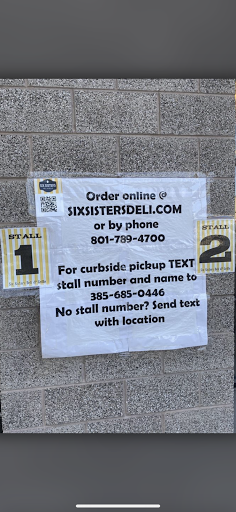 Order online @
SIXSISTERSDELI.COM
or by phone
801-789-4700
For curbside pickup TEXT
stall number and name to
385-685-0446
No stall number? Send text
with location
STALL
1
STALL
2